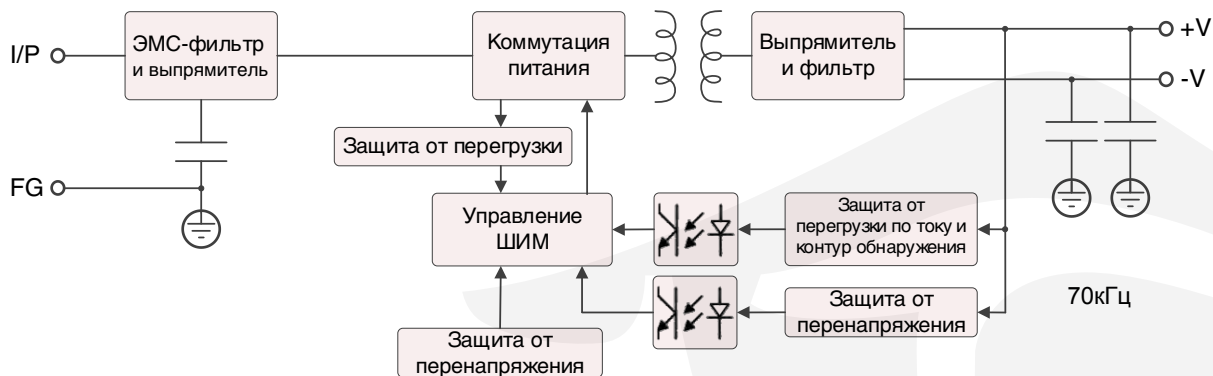 I/P
ЭМС-фильтр
и выпрямитель
Коммутация
питания
Выпрямитель
и фильтр
+V
-V
Защита от перегрузки
FG
Управление
ШИМ
Защита от
перегрузки по току и
контур обнаружения
Защита от
перенапряжения
70кГц
Защита от
перенапряжения